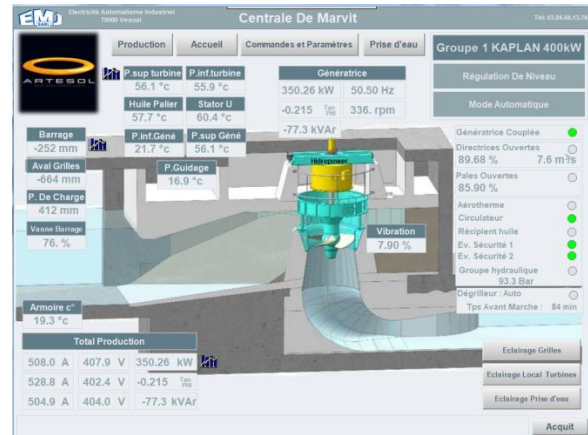 EMI
SARL
Electricité Automatisme Industriel
70000 Vesoul
Centrale De Marvit
Tél: 03.84.68.13.76
ARTESOL
Production
Accueil
Commandes et Paramètres
Prise d'eau
Groupe 1 KAPLAN 400kW
Régulation De Niveau
Mode Automatique
P.sup turbine
P.inf.turbine
56.1 °c
55.9 °c
Huile Palier
Stator U
57.7 °c
60.4 °c
P.inf.Géné
P.sup Géné
21.7 °c
56.1 °c
Génératrice
350.26 kW
50.50 Hz
-0.215 Tan PHI
336. rpm
-77.3 kVAr
Barrage
-252 mm
Aval Grilles
-664 mm
P. De Charge
412 mm
Vanne Barrage
76. %
P.Guidage
16.9 °c
Hidropower
Vibration
7.90 %
Génératrice Couplée
Directrices Ouvertes
89.68 % 7.6 m³/s
Pales Ouvertes
85.90 %
Aérotherme
Circulateur
Récipient huile
Ev. Sécurité 1
Ev. Sécurité 2
Groupe hydraulique
93.3 Bar
Dégrilleur : Auto
Tps Avant Marche : 84 min
Armoire c°
19.3 °c
Total Production
508.0 A 407.9 V 350.26 kW
528.8 A 402.4 V -0.215 Tan PHI
504.9 A 404.0 V -77.3 kVAr
Eclairage Grilles
Eclairage Local Turbines
Eclairage Prise d'eau
Acquit